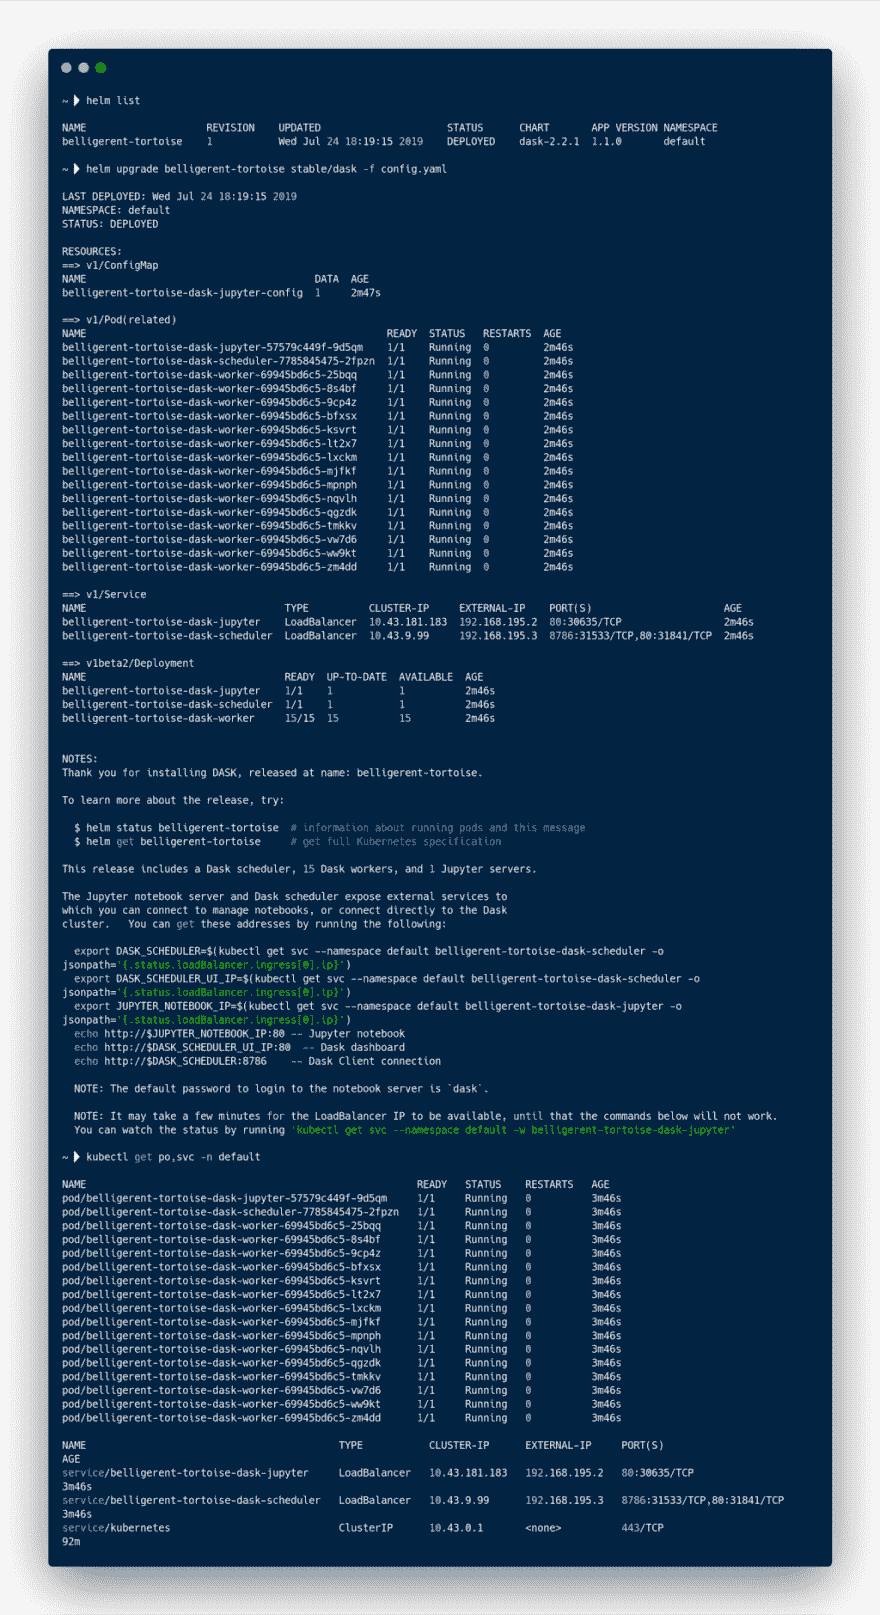 ~ helm list
NAME REVISION UPDATED STATUS CHART APP VERSION NAMESPACE
belligerent-tortoise 1 Wed Jul 24 18:19:15 2019 DEPLOYED dask-2.2.1 1.1.0 default
~ helm upgrade belligerent-tortoise stable/dask -f config.yaml
LAST DEPLOYED: Wed Jul 24 18:19:15 2019
NAMESPACE: default
STATUS: DEPLOYED
RESOURCES:
==> v1/ConfigMap
NAME DATA AGE
belligerent-tortoise-dask-jupyter-config 1 2m47s
==> v1/Pod(related)
NAME READY STATUS RESTARTS AGE
belligerent-tortoise-dask-jupyter-57579c449f-9d5qm 1/1 Running 0 2m46s
belligerent-tortoise-dask-scheduler-7785845475-2fpzn 1/1 Running 0 2m46s
belligerent-tortoise-dask-worker-69945bd6c5-25bqq 1/1 Running 0 2m46s
belligerent-tortoise-dask-worker-69945bd6c5-8s4bf 1/1 Running 0 2m46s
belligerent-tortoise-dask-worker-69945bd6c5-9cp4z 1/1 Running 0 2m46s
belligerent-tortoise-dask-worker-69945bd6c5-bfxsx 1/1 Running 0 2m46s
belligerent-tortoise-dask-worker-69945bd6c5-ksvrt 1/1 Running 0 2m46s
belligerent-tortoise-dask-worker-69945bd6c5-lt2x7 1/1 Running 0 2m46s
belligerent-tortoise-dask-worker-69945bd6c5-lxckm 1/1 Running 0 2m46s
belligerent-tortoise-dask-worker-69945bd6c5-mjfkf 1/1 Running 0 2m46s
belligerent-tortoise-dask-worker-69945bd6c5-mpnph 1/1 Running 0 2m46s
belligerent-tortoise-dask-worker-69945bd6c5-nqvlh 1/1 Running 0 2m46s
belligerent-tortoise-dask-worker-69945bd6c5-qgzdk 1/1 Running 0 2m46s
belligerent-tortoise-dask-worker-69945bd6c5-tmkkv 1/1 Running 0 2m46s
belligerent-tortoise-dask-worker-69945bd6c5-vw7d6 1/1 Running 0 2m46s
belligerent-tortoise-dask-worker-69945bd6c5-ww9kt 1/1 Running 0 2m46s
belligerent-tortoise-dask-worker-69945bd6c5-zm4dd 1/1 Running 0 2m46s
==> v1/Service
NAME TYPE CLUSTER-IP EXTERNAL-IP PORT(S) AGE
belligerent-tortoise-dask-jupyter LoadBalancer 10.43.181.183 192.168.195.2 80:30635/TCP 2m46s
belligerent-tortoise-dask-scheduler LoadBalancer 10.43.9.99 192.168.195.3 8786:31533/TCP,80:31841/TCP 2m46s
==> v1beta2/Deployment
NAME READY UP-TO-DATE AVAILABLE AGE
belligerent-tortoise-dask-jupyter 1/1 1 1 2m46s
belligerent-tortoise-dask-scheduler 1/1 1 1 2m46s
belligerent-tortoise-dask-worker 15/15 15 15 2m46s
NOTES:
Thank you for installing DASK, released at name: belligerent-tortoise.
To learn more about the release, try:
$ helm status belligerent-tortoise # information about running pods and this message
$ helm get belligerent-tortoise # get full Kubernetes specification
This release includes a Dask scheduler, 15 Dask workers, and 1 Jupyter servers.
The Jupyter notebook server and Dask scheduler expose external services to
which you can connect to manage notebooks, or connect directly to the Dask
cluster. You can get these addresses by running the following:
export DASK_SCHEDULER=$(kubectl get svc --namespace default belligerent-tortoise-dask-scheduler -o
jsonpath='{.status.loadBalancer.ingress[0].ip}')
export DASK_SCHEDULER_UI_IP=$(kubectl get svc --namespace default belligerent-tortoise-dask-scheduler -o
jsonpath='{.status.loadBalancer.ingress[0].ip}')
export JUPYTER_NOTEBOOK_IP=$(kubectl get svc --namespace default belligerent-tortoise-dask-jupyter -o
jsonpath='{.status.loadBalancer.ingress[0].ip}')
echo http://$JUPYTER_NOTEBOOK_IP:80 -- Jupyter notebook
echo http://$DASK_SCHEDULER_UI_IP:80 -- Dask dashboard
echo http://$DASK_SCHEDULER:8786 -- Dask Client connection
NOTE: The default password to login to the notebook server is `dask`.
NOTE: It may take a few minutes for the LoadBalancer IP to be available, until that the commands below will not work.
You can watch the status by running 'kubectl get svc --namespace default -w belligerent-tortoise-dask-jupyter'
~ kubectl get po,svc -n default
NAME READY STATUS RESTARTS AGE
pod/belligerent-tortoise-dask-jupyter-57579c449f-9d5qm 1/1 Running 0 3m46s
pod/belligerent-tortoise-dask-scheduler-7785845475-2fpzn 1/1 Running 0 3m46s
pod/belligerent-tortoise-dask-worker-69945bd6c5-25bqq 1/1 Running 0 3m46s
pod/belligerent-tortoise-dask-worker-69945bd6c5-8s4bf 1/1 Running 0 3m46s
pod/belligerent-tortoise-dask-worker-69945bd6c5-9cp4z 1/1 Running 0 3m46s
pod/belligerent-tortoise-dask-worker-69945bd6c5-bfxsx 1/1 Running 0 3m46s
pod/belligerent-tortoise-dask-worker-69945bd6c5-ksvrt 1/1 Running 0 3m46s
pod/belligerent-tortoise-dask-worker-69945bd6c5-lt2x7 1/1 Running 0 3m46s
pod/belligerent-tortoise-dask-worker-69945bd6c5-lxckm 1/1 Running 0 3m46s
pod/belligerent-tortoise-dask-worker-69945bd6c5-mjfkf 1/1 Running 0 3m46s
pod/belligerent-tortoise-dask-worker-69945bd6c5-mpnph 1/1 Running 0 3m46s
pod/belligerent-tortoise-dask-worker-69945bd6c5-nqvlh 1/1 Running 0 3m46s
pod/belligerent-tortoise-dask-worker-69945bd6c5-qgzdk 1/1 Running 0 3m46s
pod/belligerent-tortoise-dask-worker-69945bd6c5-tmkkv 1/1 Running 0 3m46s
pod/belligerent-tortoise-dask-worker-69945bd6c5-vw7d6 1/1 Running 0 3m46s
pod/belligerent-tortoise-dask-worker-69945bd6c5-ww9kt 1/1 Running 0 3m46s
pod/belligerent-tortoise-dask-worker-69945bd6c5-zm4dd 1/1 Running 0 3m46s
NAME TYPE CLUSTER-IP EXTERNAL-IP PORT(S)
AGE
service/belligerent-tortoise-dask-jupyter LoadBalancer 10.43.181.183 192.168.195.2 80:30635/TCP
3m46s
service/belligerent-tortoise-dask-scheduler LoadBalancer 10.43.9.99 192.168.195.3 8786:31533/TCP,80:31841/TCP
3m46s
service/kubernetes ClusterIP 10.43.0.1 <none> 443/TCP
92m